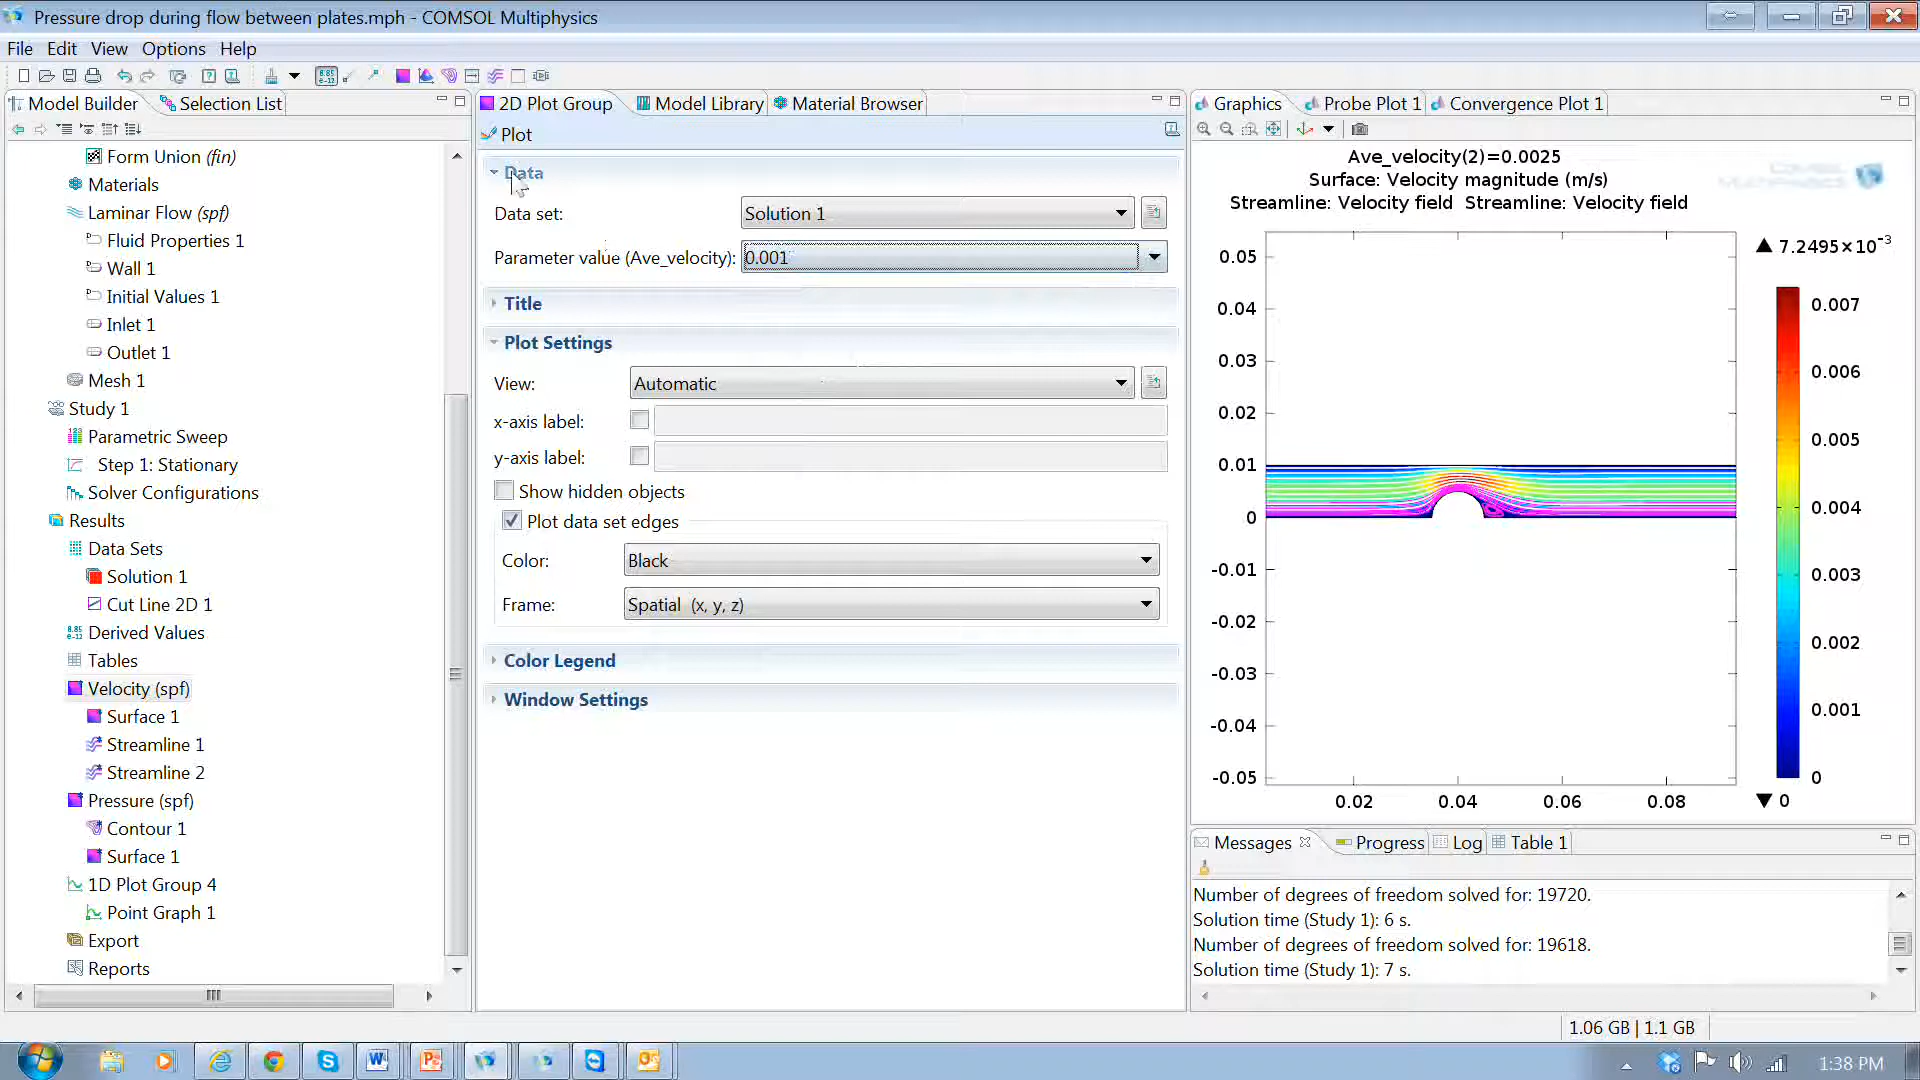 Pressure drop during flow between plates.mph - COMSOL Multiphysics
File Edit View Options Help
Model Builder
Selection List
Form Union (fin)
Materials
Laminar Flow (spf)
Fluid Properties 1
Wall 1
Initial Values 1
Inlet 1
Outlet 1
Mesh 1
Study 1
Parametric Sweep
Step 1: Stationary
Solver Configurations
Results
Data Sets
Solution 1
Cut Line 2D 1
Derived Values
Tables
Velocity (spf)
Surface 1
Streamline 1
Streamline 2
Pressure (spf)
Contour 1
Surface 1
1D Plot Group 4
Point Graph 1
Export
Reports
2D Plot Group
Model Library
Material Browser
Plot
Data
Data set: Solution 1
Parameter value (Ave_velocity): 0.001
Title
Plot Settings
View: Automatic
x-axis label:
y-axis label:
Show hidden objects
Plot data set edges
Color: Black
Frame: Spatial (x, y, z)
Color Legend
Window Settings
Graphics
Probe Plot 1
Convergence Plot 1
Ave_velocity(2)=0.0025
Surface: Velocity magnitude (m/s)
Streamline: Velocity field Streamline: Velocity field
COMSOL
MULTIPHYSICS
0.05
0.04
0.03
0.02
0.01
0
-0.01
-0.02
-0.03
-0.04
-0.05
0.02 0.04 0.06 0.08
▲ 7.2495×10⁻³
0.007
0.006
0.005
0.004
0.003
0.002
0.001
0
▼ 0
Messages
Progress
Log
Table 1
Number of degrees of freedom solved for: 19720.
Solution time (Study 1): 6 s.
Number of degrees of freedom solved for: 19618.
Solution time (Study 1): 7 s.
1.06 GB | 1.1 GB
1:38 PM